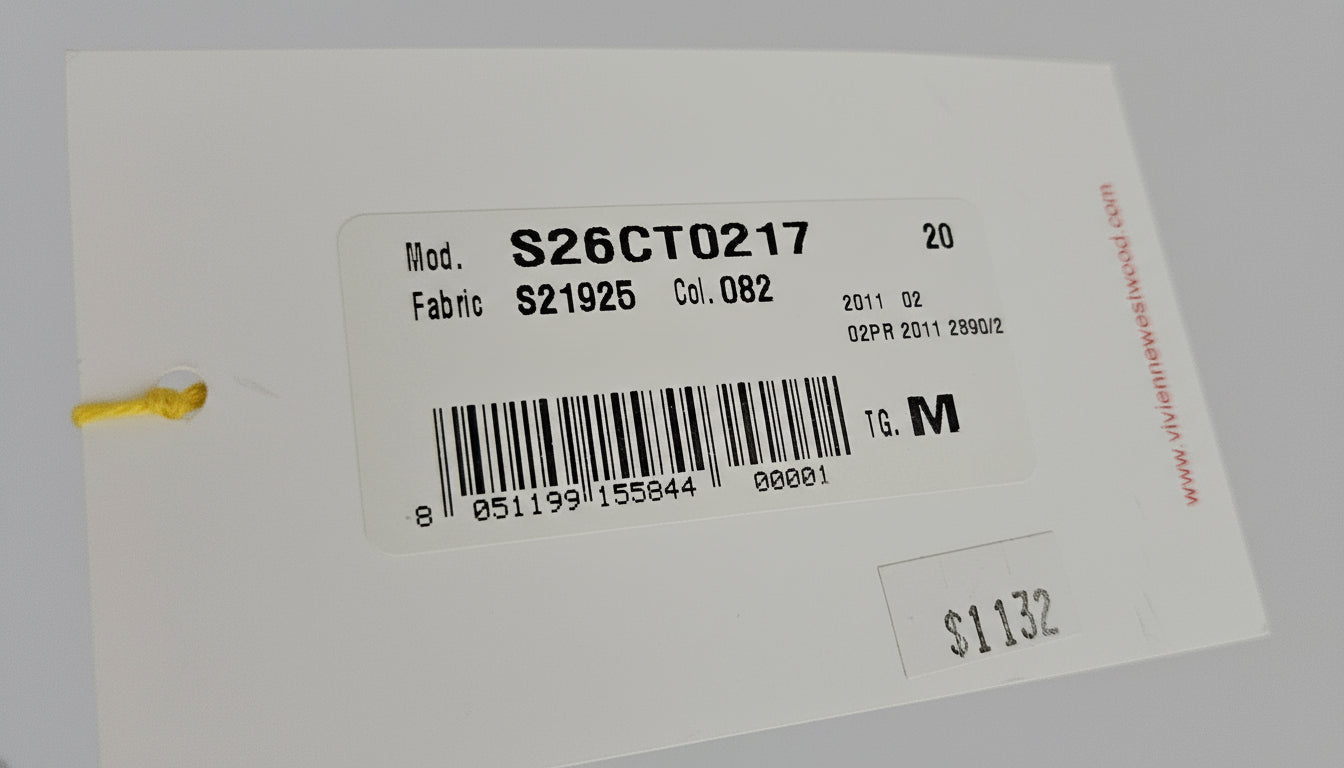 Mod. S26CT0217 20
Fabric S21925 Col. 082
2011 02
02PR 2011 2890/2
TG. M
8 051199 155844 00001
$1132
www.viviennewestwood.com